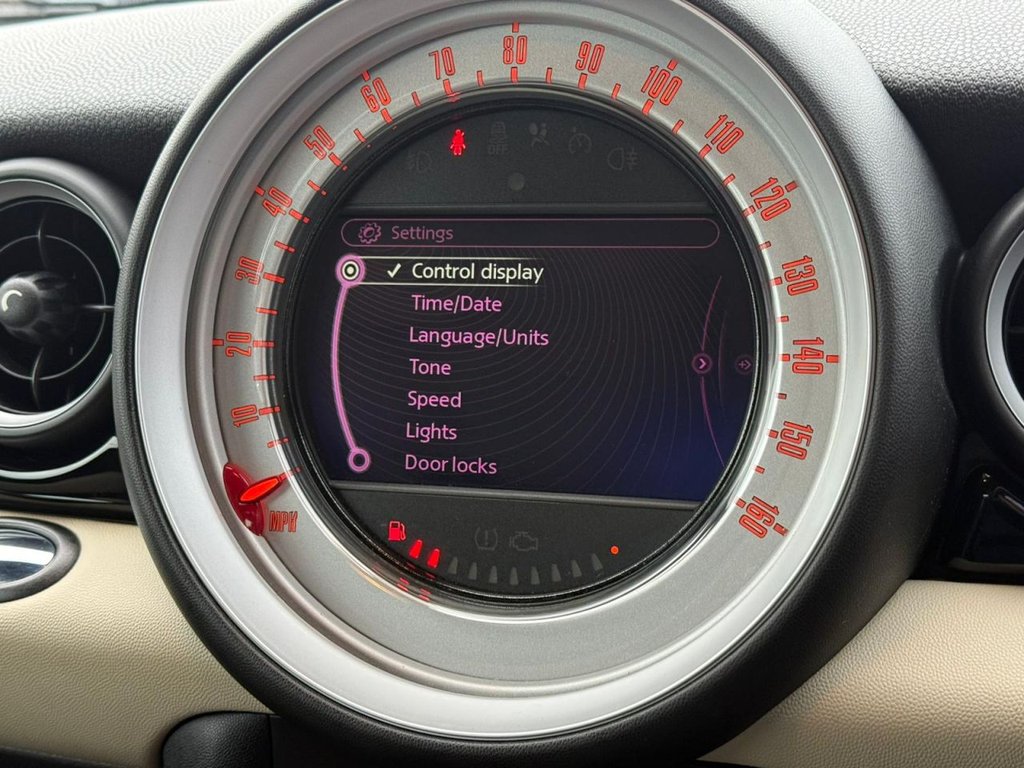 80
70
90
60
100
50
110
40
120
30
130
20
140
10
150
160
MPH
OFF
Settings
✓ Control display
Time/Date
Language/Units
Tone
Speed
Lights
Door locks